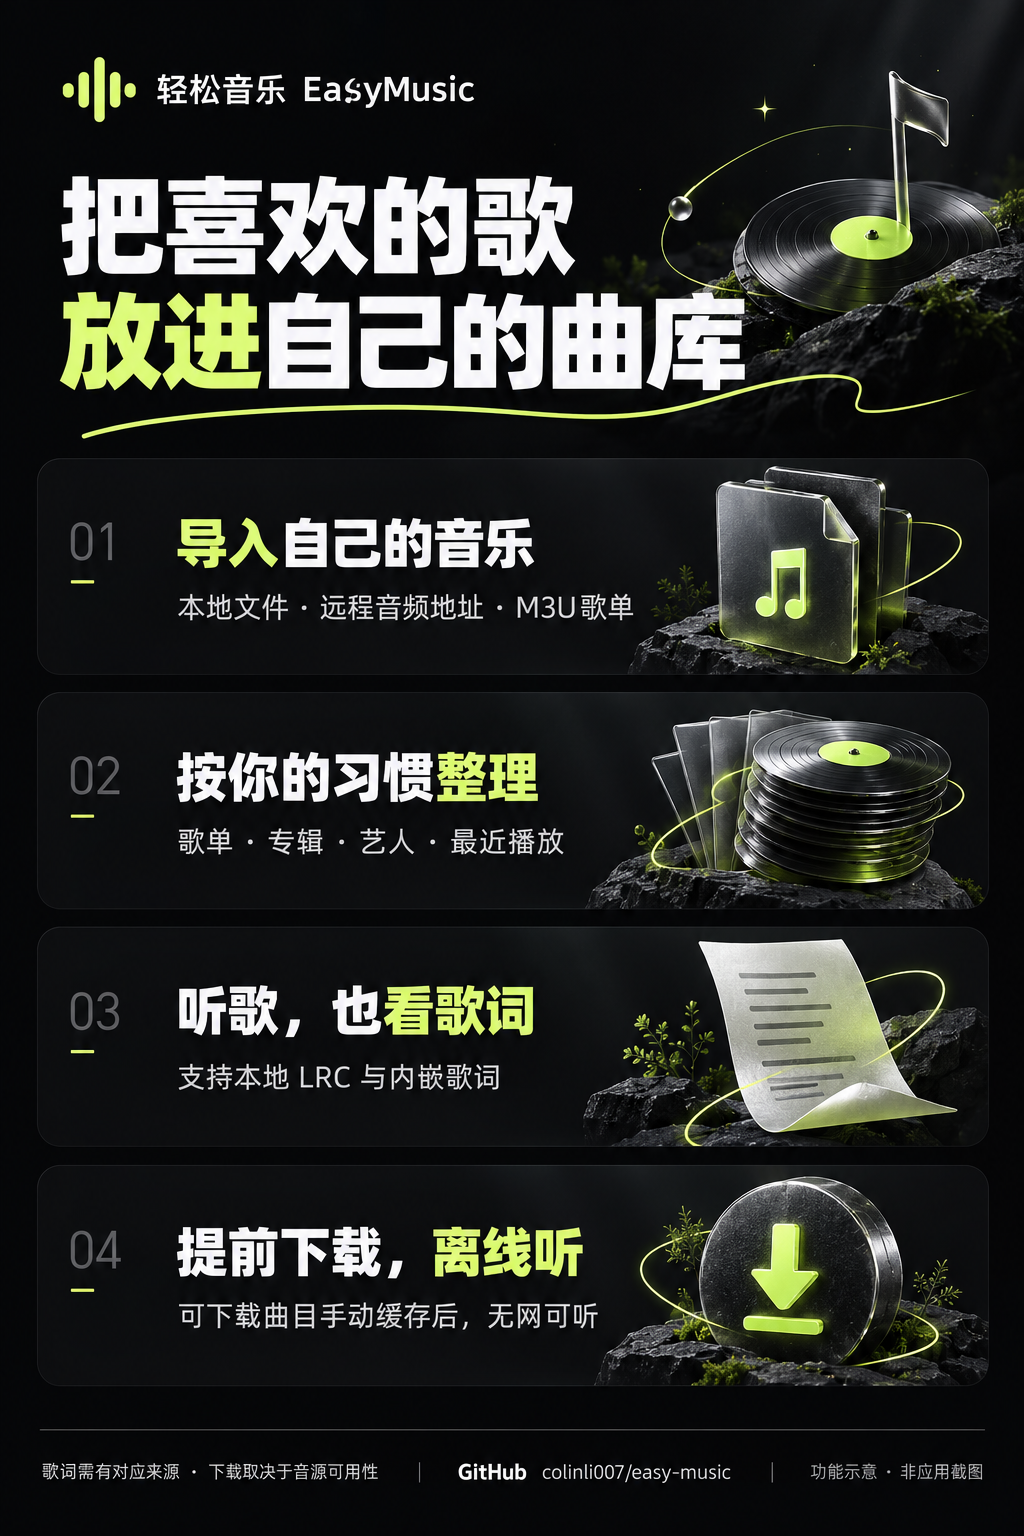 轻松音乐 EasyMusic
把喜欢的歌
放进自己的曲库
01
导入自己的音乐
本地文件 · 远程音频地址 · M3U歌单
02
按你的习惯整理
歌单 · 专辑 · 艺人 · 最近播放
03
听歌，也看歌词
支持本地 LRC 与内嵌歌词
04
提前下载，离线听
可下载曲目手动缓存后，无网可听
歌词需有对应来源 · 下载取决于音源可用性
GitHub colinli007/easy-music
功能示意 · 非应用截图